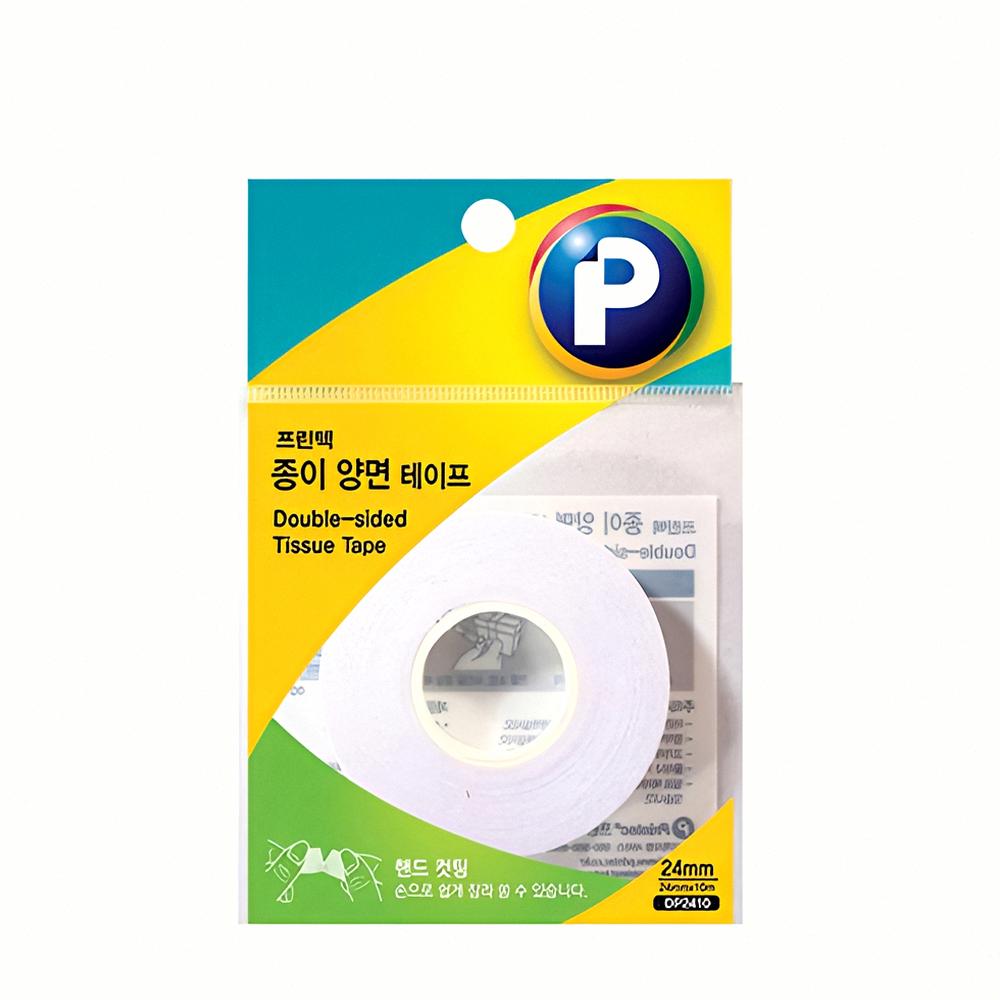 P
프린텍
종이 양면 테이프
Double-sided
Tissue Tape
핸드 컷팅
손으로 쉽게 잘라 쓸 수 있습니다.
24mm
24mmx10m
DP2410